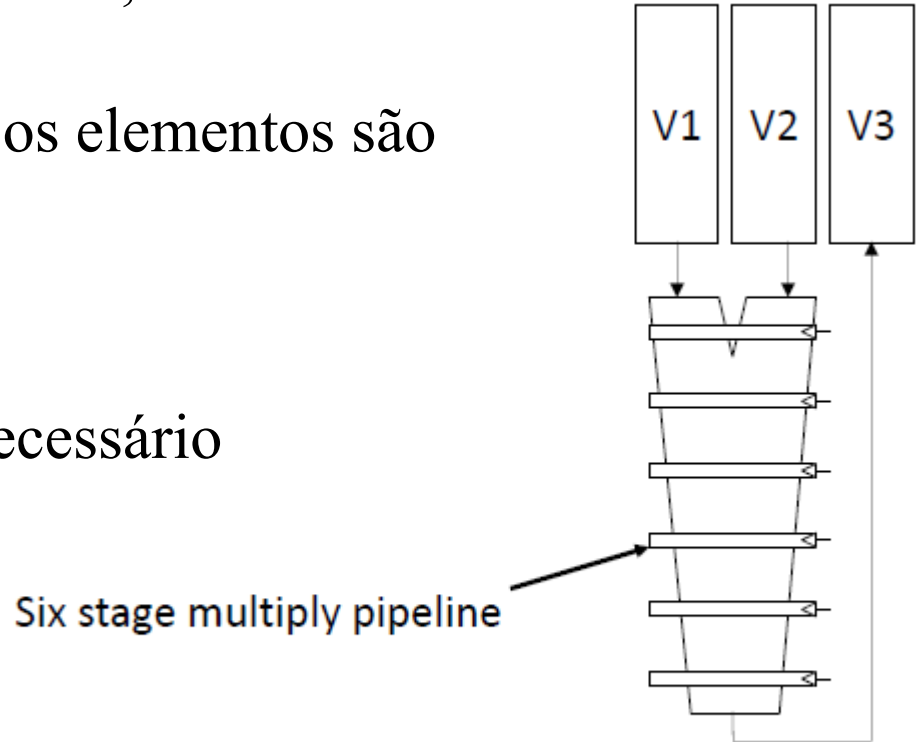 os elementos são
ecessário
V1 V2 V3
Six stage multiply pipeline